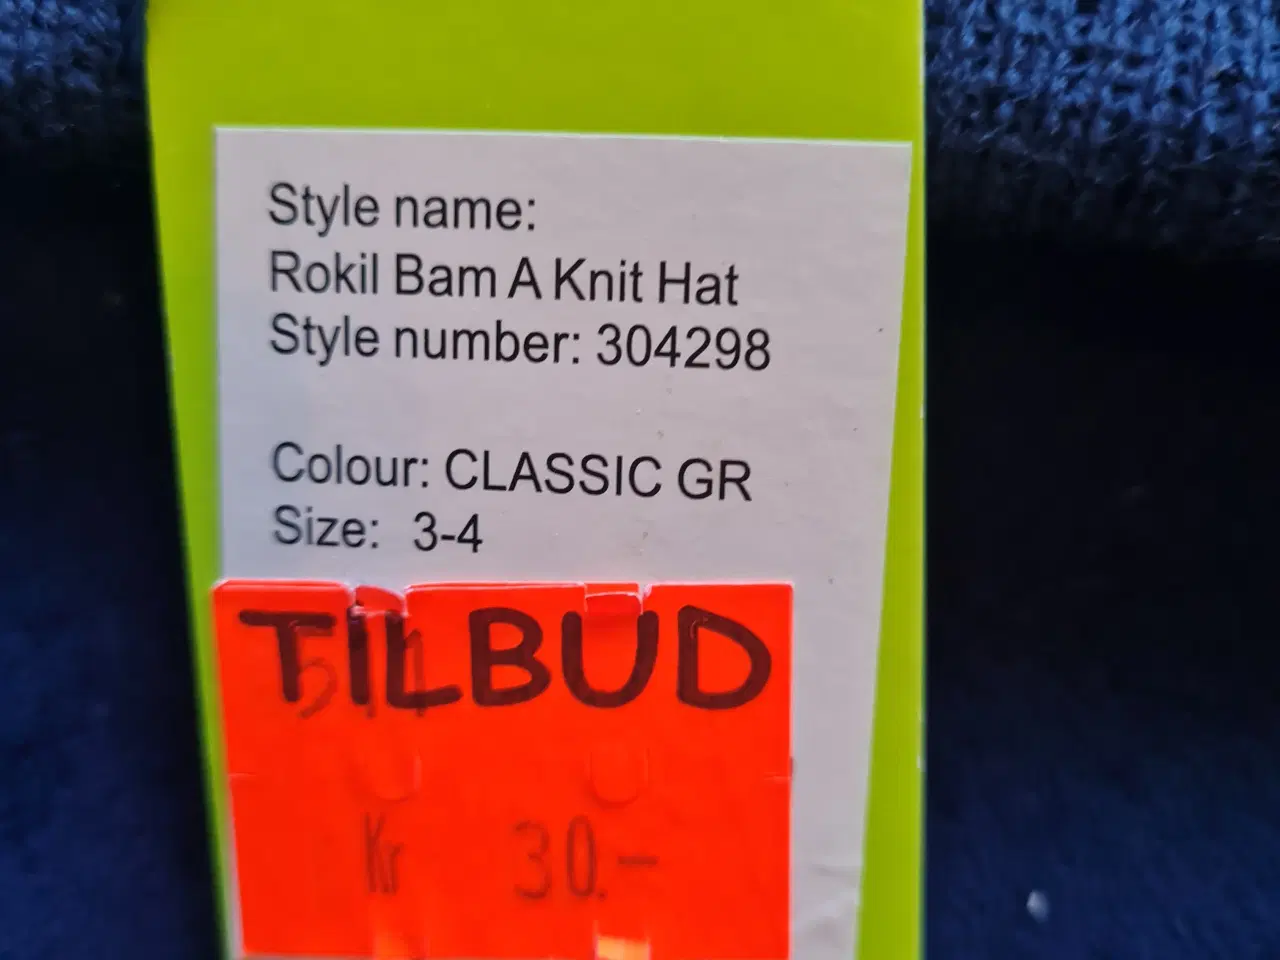 Style name:
Rokil Bam A Knit Hat
Style number: 304298
Colour: CLASSIC GR
Size: 3-4
TILBUD
Kr 30.-